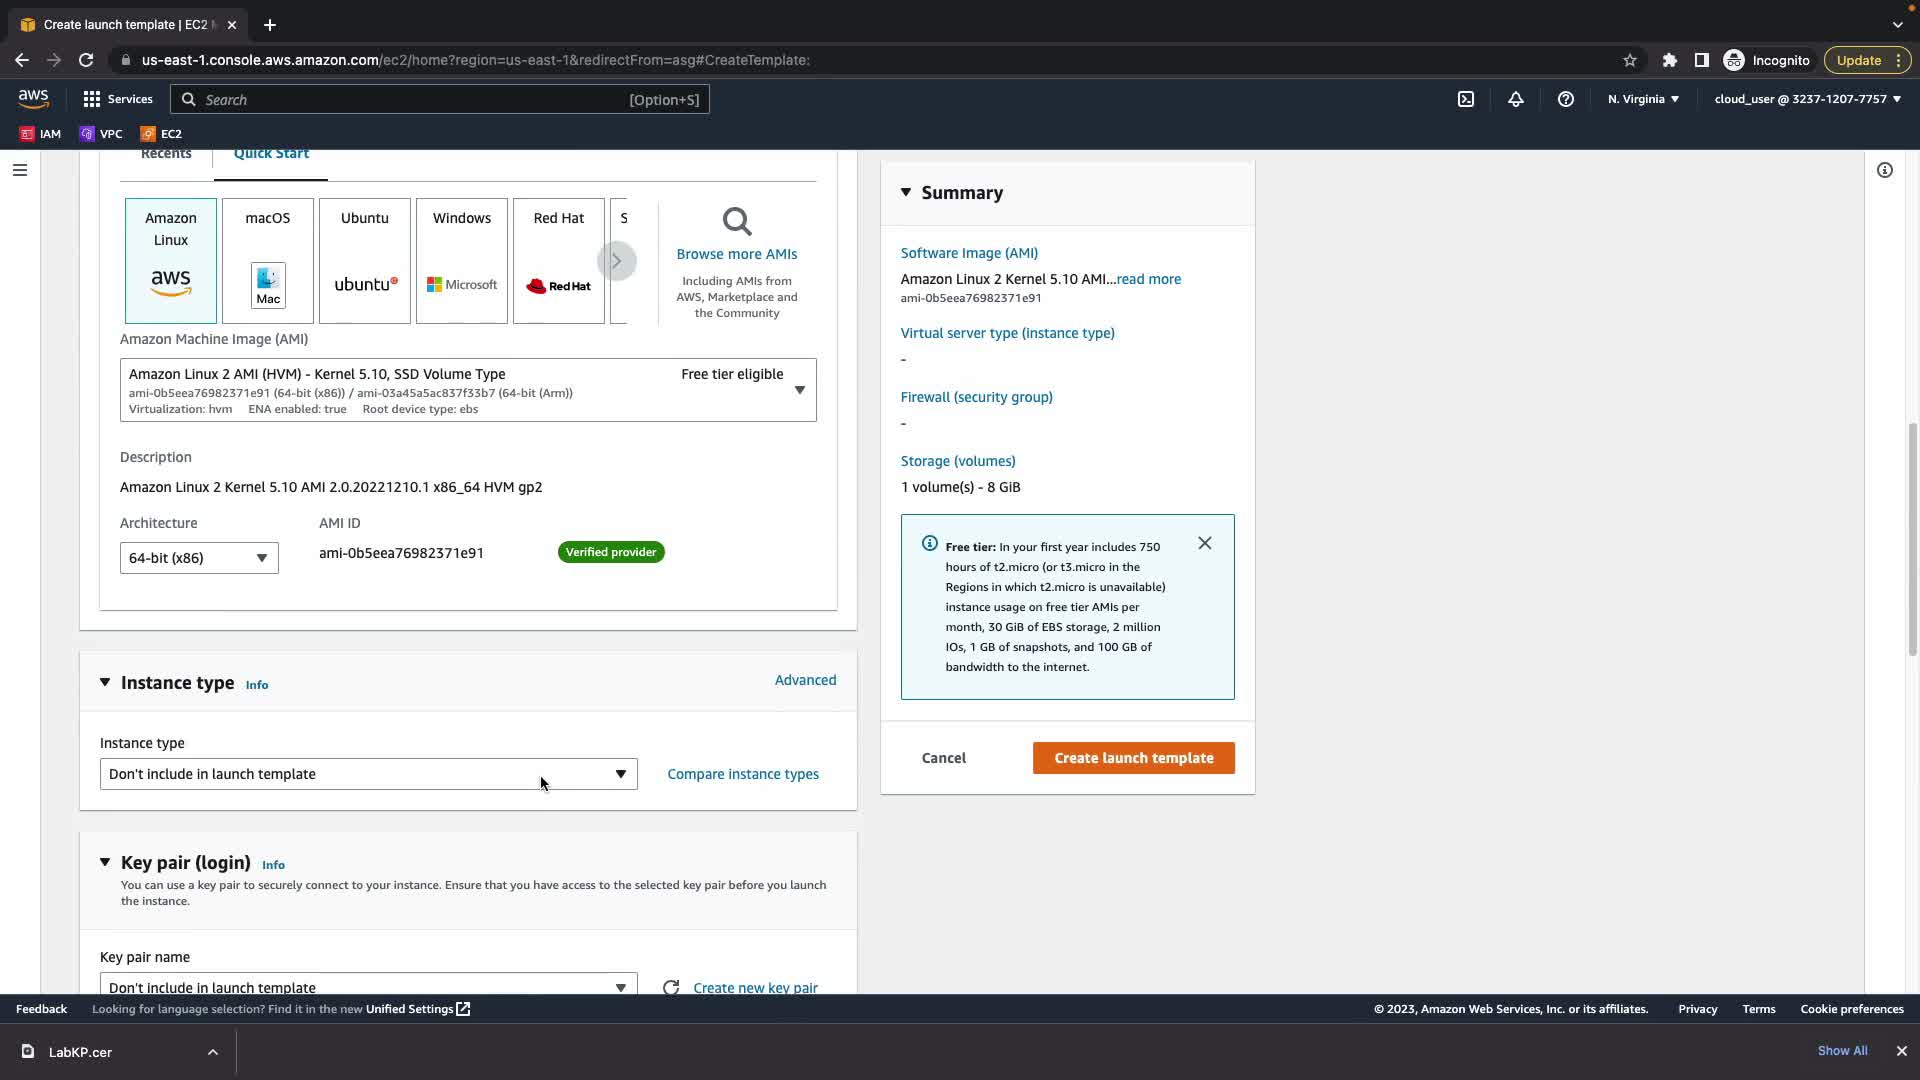 Create launch template | EC2 M
us-east-1.console.aws.amazon.com/ec2/home?region=us-east-1&redirectFrom=asg#CreateTemplate:
Incognito
Update
aws
Services
Search
[Option+S]
N. Virginia
cloud_user @ 3237-1207-7757
IAM
VPC
EC2
Recents
Quick Start
Amazon
Linux
aws
macOS
Mac
Ubuntu
ubuntu
Windows
Microsoft
Red Hat
Red Hat
S
Browse more AMIs
Including AMIs from
AWS, Marketplace and
the Community
Amazon Machine Image (AMI)
Amazon Linux 2 AMI (HVM) - Kernel 5.10, SSD Volume Type
Free tier eligible
ami-0b5eea76982371e91 (64-bit (x86)) / ami-03a45a5ac837f33b7 (64-bit (Arm))
Virtualization: hvm ENA enabled: true Root device type: ebs
Description
Amazon Linux 2 Kernel 5.10 AMI 2.0.20221210.1 x86_64 HVM gp2
Architecture
AMI ID
64-bit (x86)
ami-0b5eea76982371e91
Verified provider
Instance type Info
Advanced
Instance type
Don't include in launch template
Compare instance types
Key pair (login) Info
You can use a key pair to securely connect to your instance. Ensure that you have access to the selected key pair before you launch
the instance.
Key pair name
Don't include in launch template
Create new key pair
Summary
Software Image (AMI)
Amazon Linux 2 Kernel 5.10 AMI...read more
ami-0b5eea76982371e91
Virtual server type (instance type)
-
Firewall (security group)
-
Storage (volumes)
1 volume(s) - 8 GiB
Free tier: In your first year includes 750
hours of t2.micro (or t3.micro in the
Regions in which t2.micro is unavailable)
instance usage on free tier AMIs per
month, 30 GiB of EBS storage, 2 million
IOs, 1 GB of snapshots, and 100 GB of
bandwidth to the internet.
Cancel
Create launch template
Feedback
Looking for language selection? Find it in the new Unified Settings
© 2023, Amazon Web Services, Inc. or its affiliates.
Privacy
Terms
Cookie preferences
LabKP.cer
Show All